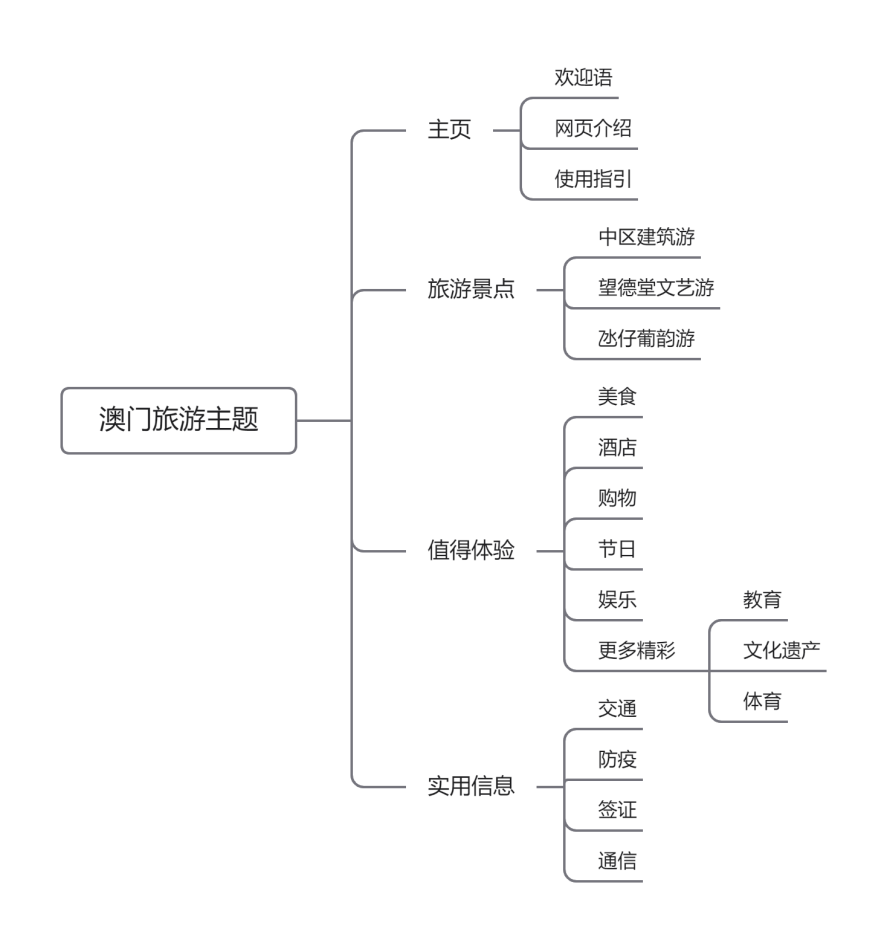 澳门旅游主题
主页
欢迎语
网页介绍
使用指引
旅游景点
中区建筑游
望德堂文艺游
氹仔葡韵游
值得体验
美食
酒店
购物
节日
娱乐
更多精彩
教育
文化遗产
体育
实用信息
交通
防疫
签证
通信